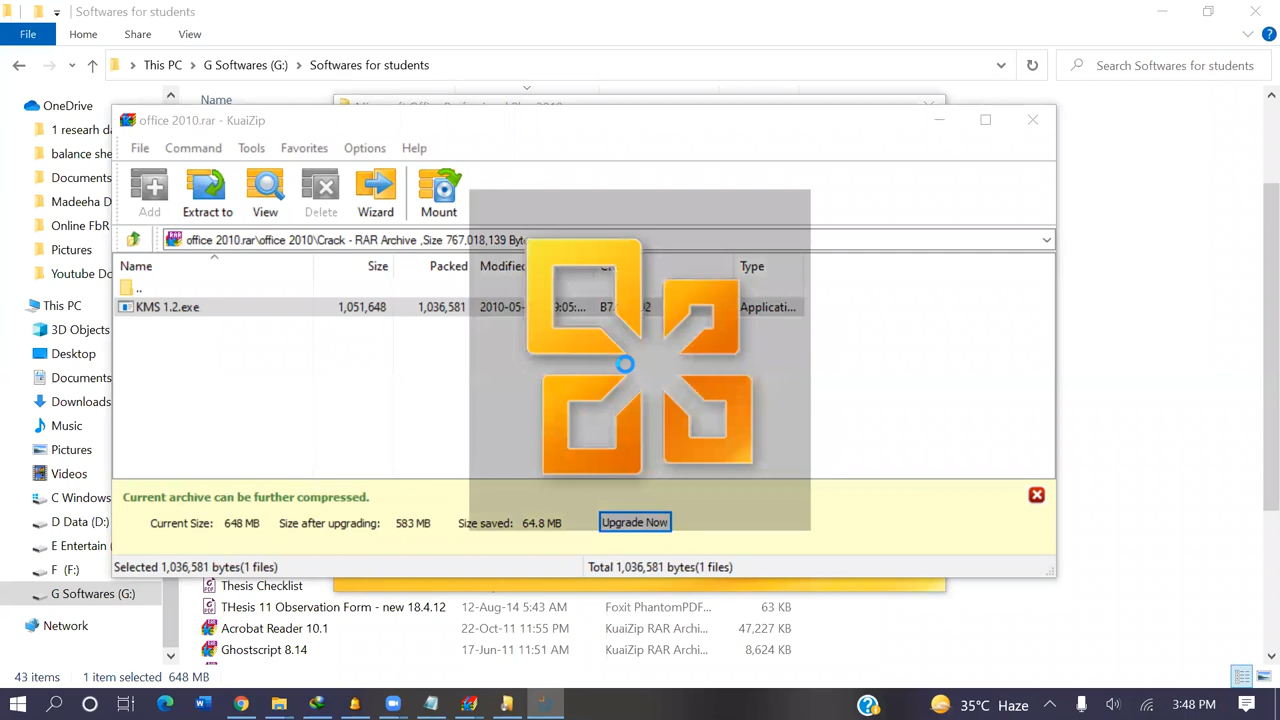 Softwares for students
File Home Share View
This PC G Softwares (G:) Softwares for students Search Softwares for students
Name
OneDrive
1 researh da
balance she
Documents
Madeeha D
Online FbR
Pictures
Youtube Do
This PC
3D Objects
Desktop
Documents
Downloads
Music
Pictures
Videos
C Windows
D Data (D:)
E Entertain (
F (F:)
G Softwares (G:)
Network
office 2010.rar - KuaiZip
File Command Tools Favorites Options Help
Add Extract to View Delete Wizard Mount
office 2010.rar\office 2010\Crack - RAR Archive ,Size 767,018,139 Byte
Name Size Packed Modified Type
..
KMS 1.2.exe 1,051,648 1,036,581 2010-05- Applicati...
Current archive can be further compressed.
Current Size: 648 MB Size after upgrading: 583 MB Size saved: 64.8 MB Upgrade Now
Selected 1,036,581 bytes(1 files) Total 1,036,581 bytes(1 files)
Thesis Checklist
THesis 11 Observation Form - new 18.4.12 12-Aug-14 5:43 AM Foxit PhantomPDF... 63 KB
Acrobat Reader 10.1 22-Oct-11 11:55 PM KuaiZip RAR Archi... 47,227 KB
Ghostscript 8.14 17-Jun-11 11:51 AM KuaiZip RAR Archi... 8,624 KB
43 items 1 item selected 648 MB
35°C Haze 3:48 PM